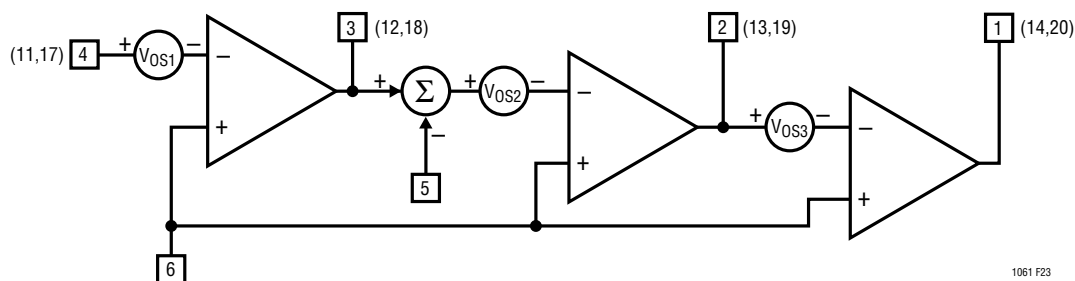 3 (12,18)
2 (13,19)
1 (14,20)
(11,17) 4 + VOS1 − −
+ Σ + VOS2 − −
+ VOS3 − −
+
−
5
+
+
6
1061 F23